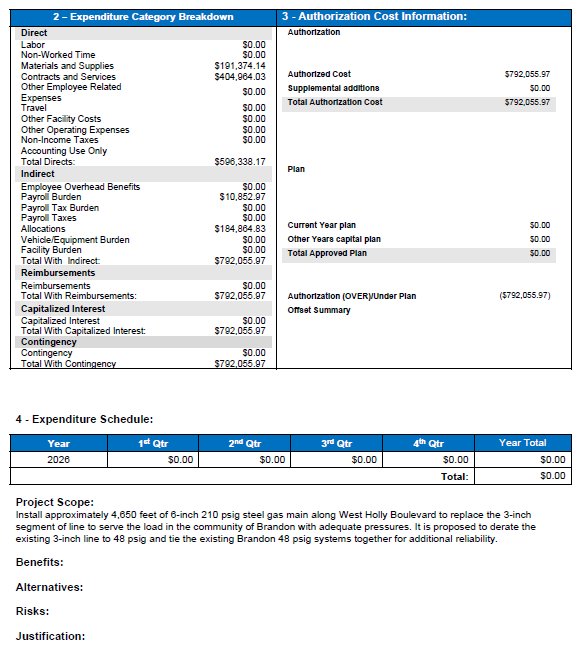 2 – Expenditure Category Breakdown
Direct
Labor $0.00
Non-Worked Time $0.00
Materials and Supplies $191,374.14
Contracts and Services $404,964.03
Other Employee Related
Expenses $0.00
Travel $0.00
Other Facility Costs $0.00
Other Operating Expenses $0.00
Non-Income Taxes $0.00
Accounting Use Only
Total Directs: $596,338.17
Indirect
Employee Overhead Benefits $0.00
Payroll Burden $10,852.97
Payroll Tax Burden $0.00
Payroll Taxes $0.00
Allocations $184,864.83
Vehicle/Equipment Burden $0.00
Facility Burden $0.00
Total With Indirect: $792,055.97
Reimbursements
Reimbursements $0.00
Total With Reimbursements: $792,055.97
Capitalized Interest
Capitalized Interest $0.00
Total With Capitalized Interest: $792,055.97
Contingency
Contingency $0.00
Total With Contingency $792,055.97
3 - Authorization Cost Information:
Authorization
Authorized Cost $792,055.97
Supplemental additions $0.00
Total Authorization Cost $792,055.97
Plan
Current Year plan $0.00
Other Years capital plan $0.00
Total Approved Plan $0.00
Authorization (OVER)/Under Plan ($792,055.97)
Offset Summary
4 - Expenditure Schedule:
Year 1st Qtr 2nd Qtr 3rd Qtr 4th Qtr Year Total
2026 $0.00 $0.00 $0.00 $0.00 $0.00
Total: $0.00
Project Scope:
Install approximately 4,650 feet of 6-inch 210 psig steel gas main along West Holly Boulevard to replace the 3-inch
segment of line to serve the load in the community of Brandon with adequate pressures. It is proposed to derate the
existing 3-inch line to 48 psig and tie the existing Brandon 48 psig systems together for additional reliability.
Benefits:
Alternatives:
Risks:
Justification: